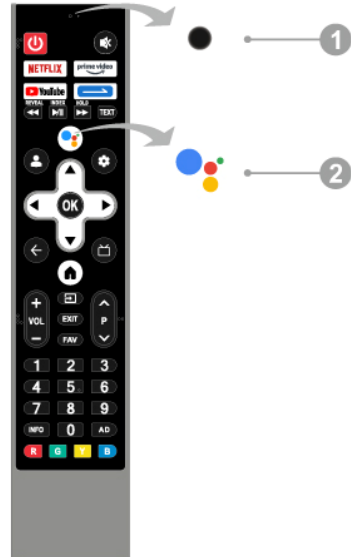 1
NETFLIX prime video
YouTube
REVEAL INDEX HOLD
TEXT
2
OK
+
VOL
-
EXIT
P
FAV
1 2 3
4 5 6
7 8 9
INFO 0 AD
R G Y B